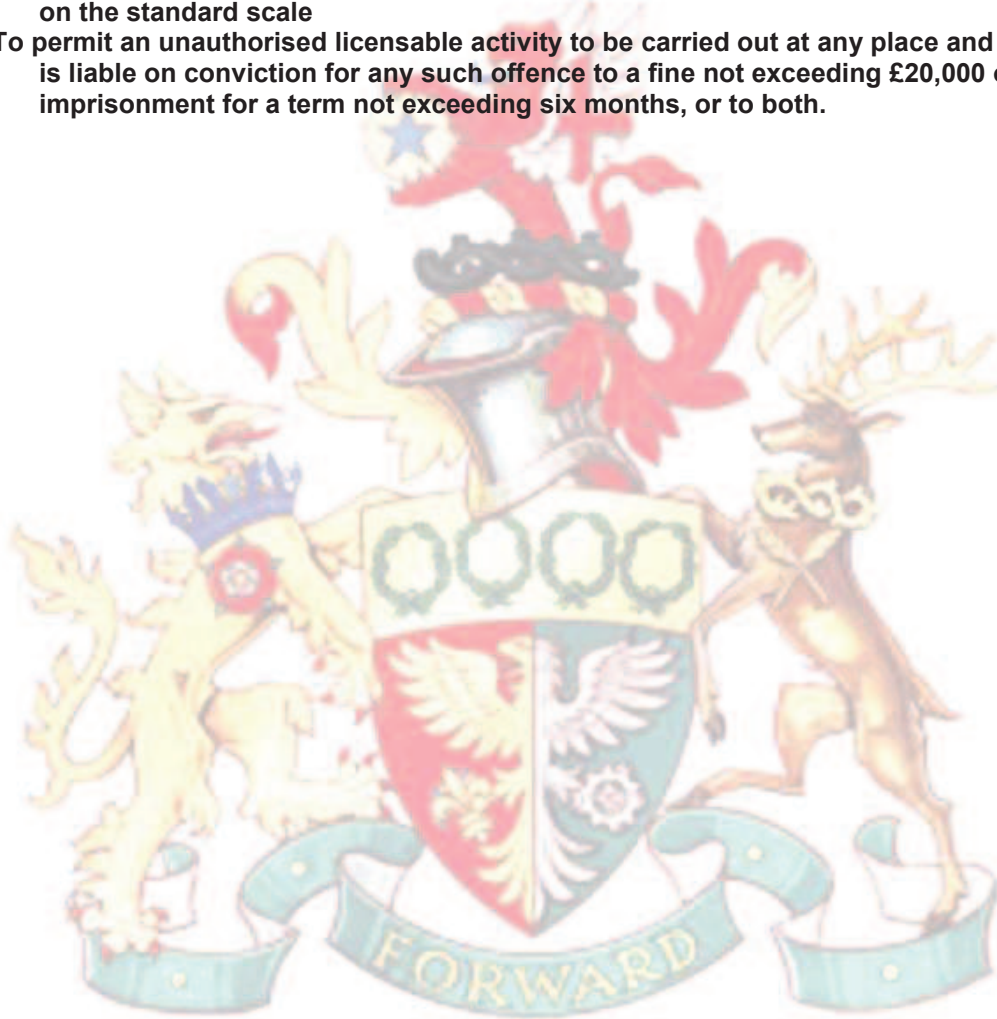 on the standard scale
To permit an unauthorised licensable activity to be carried out at any place and
is liable on conviction for any such offence to a fine not exceeding £20,000
imprisonment for a term not exceeding six months, or to both.
FORWARD